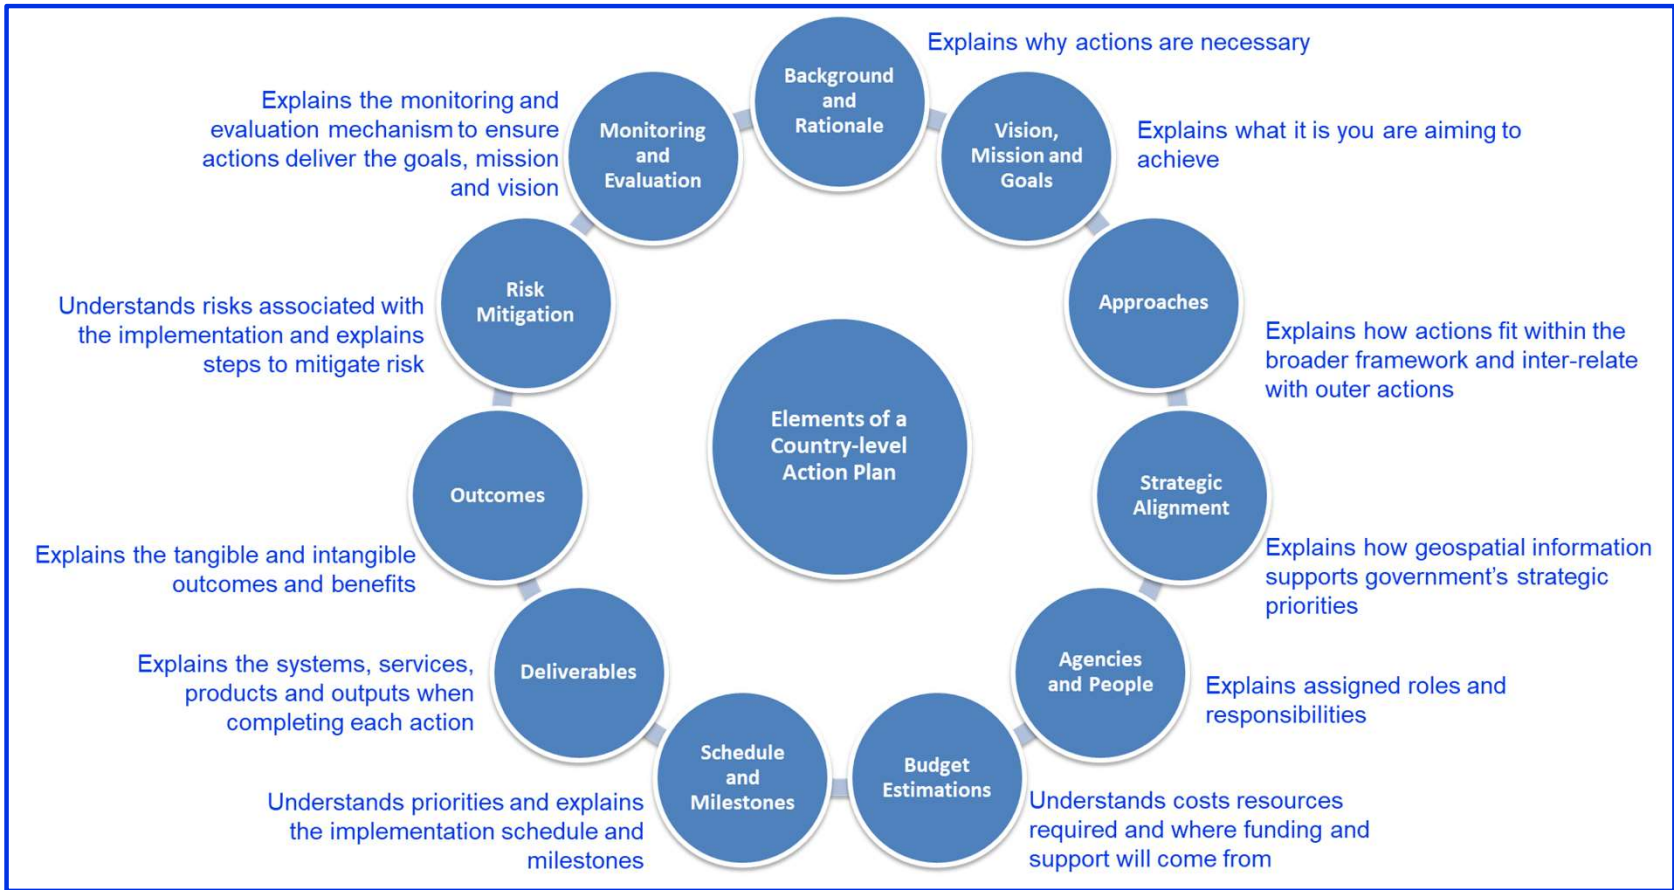 Background
and
Rationale
Explains why actions are necessary
Vision,
Mission and
Goals
Explains what it is you are aiming to
achieve
Approaches
Explains how actions fit within the
broader framework and inter-relate
with outer actions
Strategic
Alignment
Explains how geospatial information
supports government’s strategic
priorities
Agencies
and People
Explains assigned roles and
responsibilities
Budget
Estimations
Understands costs resources
required and where funding and
support will come from
Schedule
and
Milestones
Understands priorities and explains
the implementation schedule and
milestones
Deliverables
Explains the systems, services,
products and outputs when
completing each action
Outcomes
Explains the tangible and intangible
outcomes and benefits
Risk
Mitigation
Understands risks associated with
the implementation and explains
steps to mitigate risk
Monitoring
and
Evaluation
Explains the monitoring and
evaluation mechanism to ensure
actions deliver the goals, mission
and vision
Elements of a
Country-level
Action Plan